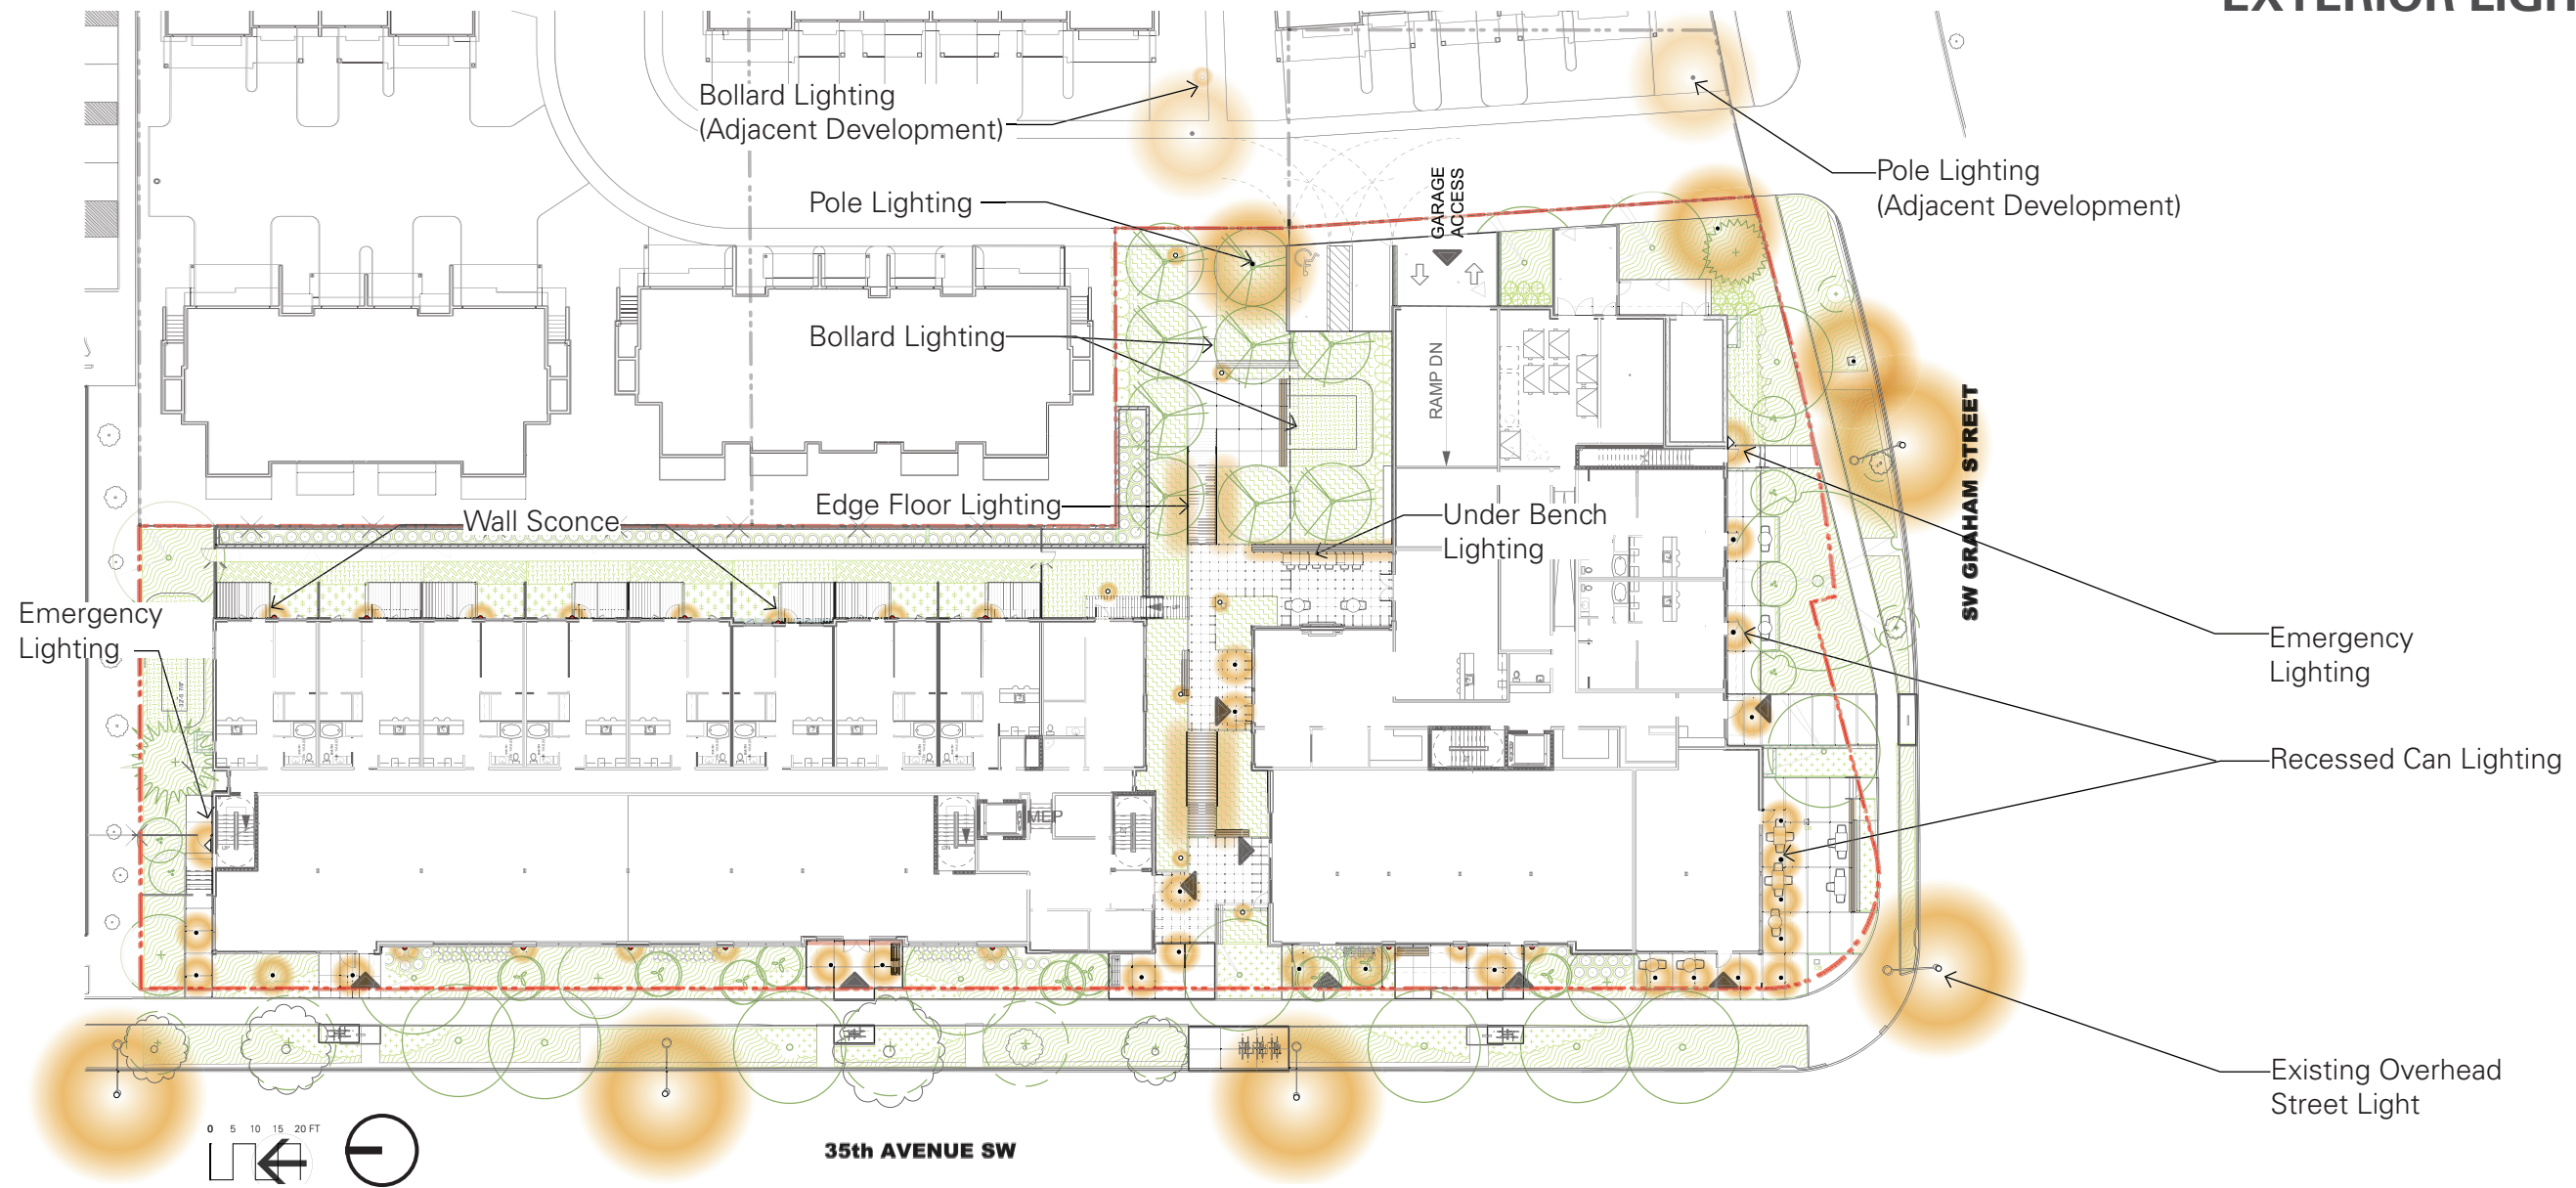 EXTERIOR LIGH
Bollard Lighting
(Adjacent Development)
Pole Lighting
(Adjacent Development)
Pole Lighting
GARAGE
ACCESS
Bollard Lighting
RAMP DN
SW GRAHAM STREET
Edge Floor Lighting
Wall Sconce
Under Bench
Lighting
Emergency
Lighting
Emergency
Lighting
Recessed Can Lighting
MEP
Existing Overhead
Street Light
0 5 10 15 20 FT
35th AVENUE SW